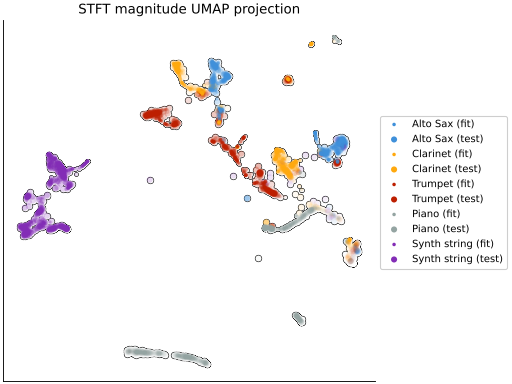 STFT magnitude UMAP projection
Alto Sax (fit)
Alto Sax (test)
Clarinet (fit)
Clarinet (test)
Trumpet (fit)
Trumpet (test)
Piano (fit)
Piano (test)
Synth string (fit)
Synth string (test)